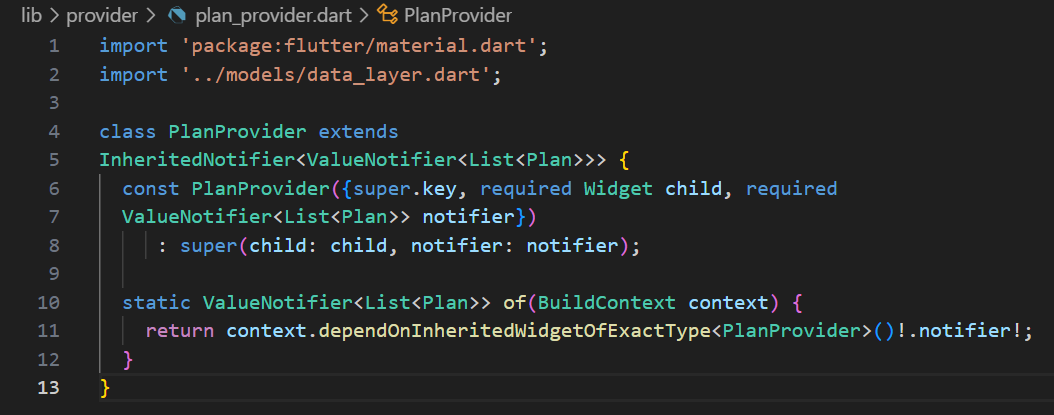 lib > provider > plan_provider.dart > PlanProvider
1 import 'package:flutter/material.dart';
2 import '../models/data_layer.dart';
3
4 class PlanProvider extends
5 InheritedNotifier<ValueNotifier<List<Plan>>> {
6   const PlanProvider({super.key, required Widget child, required
7   ValueNotifier<List<Plan>> notifier})
8     : super(child: child, notifier: notifier);
9
10   static ValueNotifier<List<Plan>> of(BuildContext context) {
11     return context.dependOnInheritedWidgetOfExactType<PlanProvider>()!.notifier!;
12   }
13 }